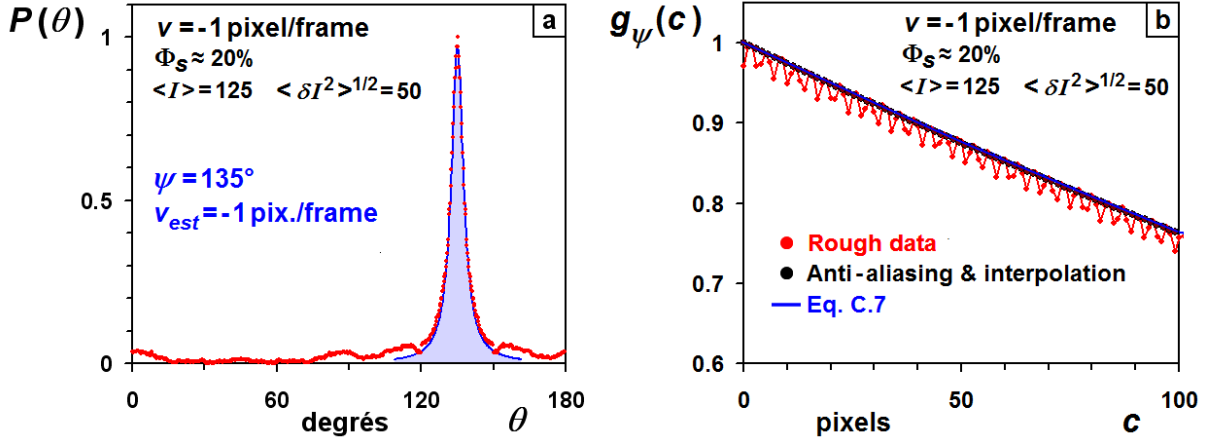 P(θ)
a
v = -1 pixel/frame
Φs ≈ 20%
<I> = 125 <δI²>^1/2 = 50
ψ = 135°
v_est = -1 pix./frame
1
0.5
0
0 60 120 180
degrés θ
gψ(c)
b
v = -1 pixel/frame
Φs ≈ 20%
<I> = 125 <δI²>^1/2 = 50
1
0.9
0.8
0.7
0.6
Rough data
Anti-aliasing & interpolation
Eq. C.7
0 50 100
pixels c